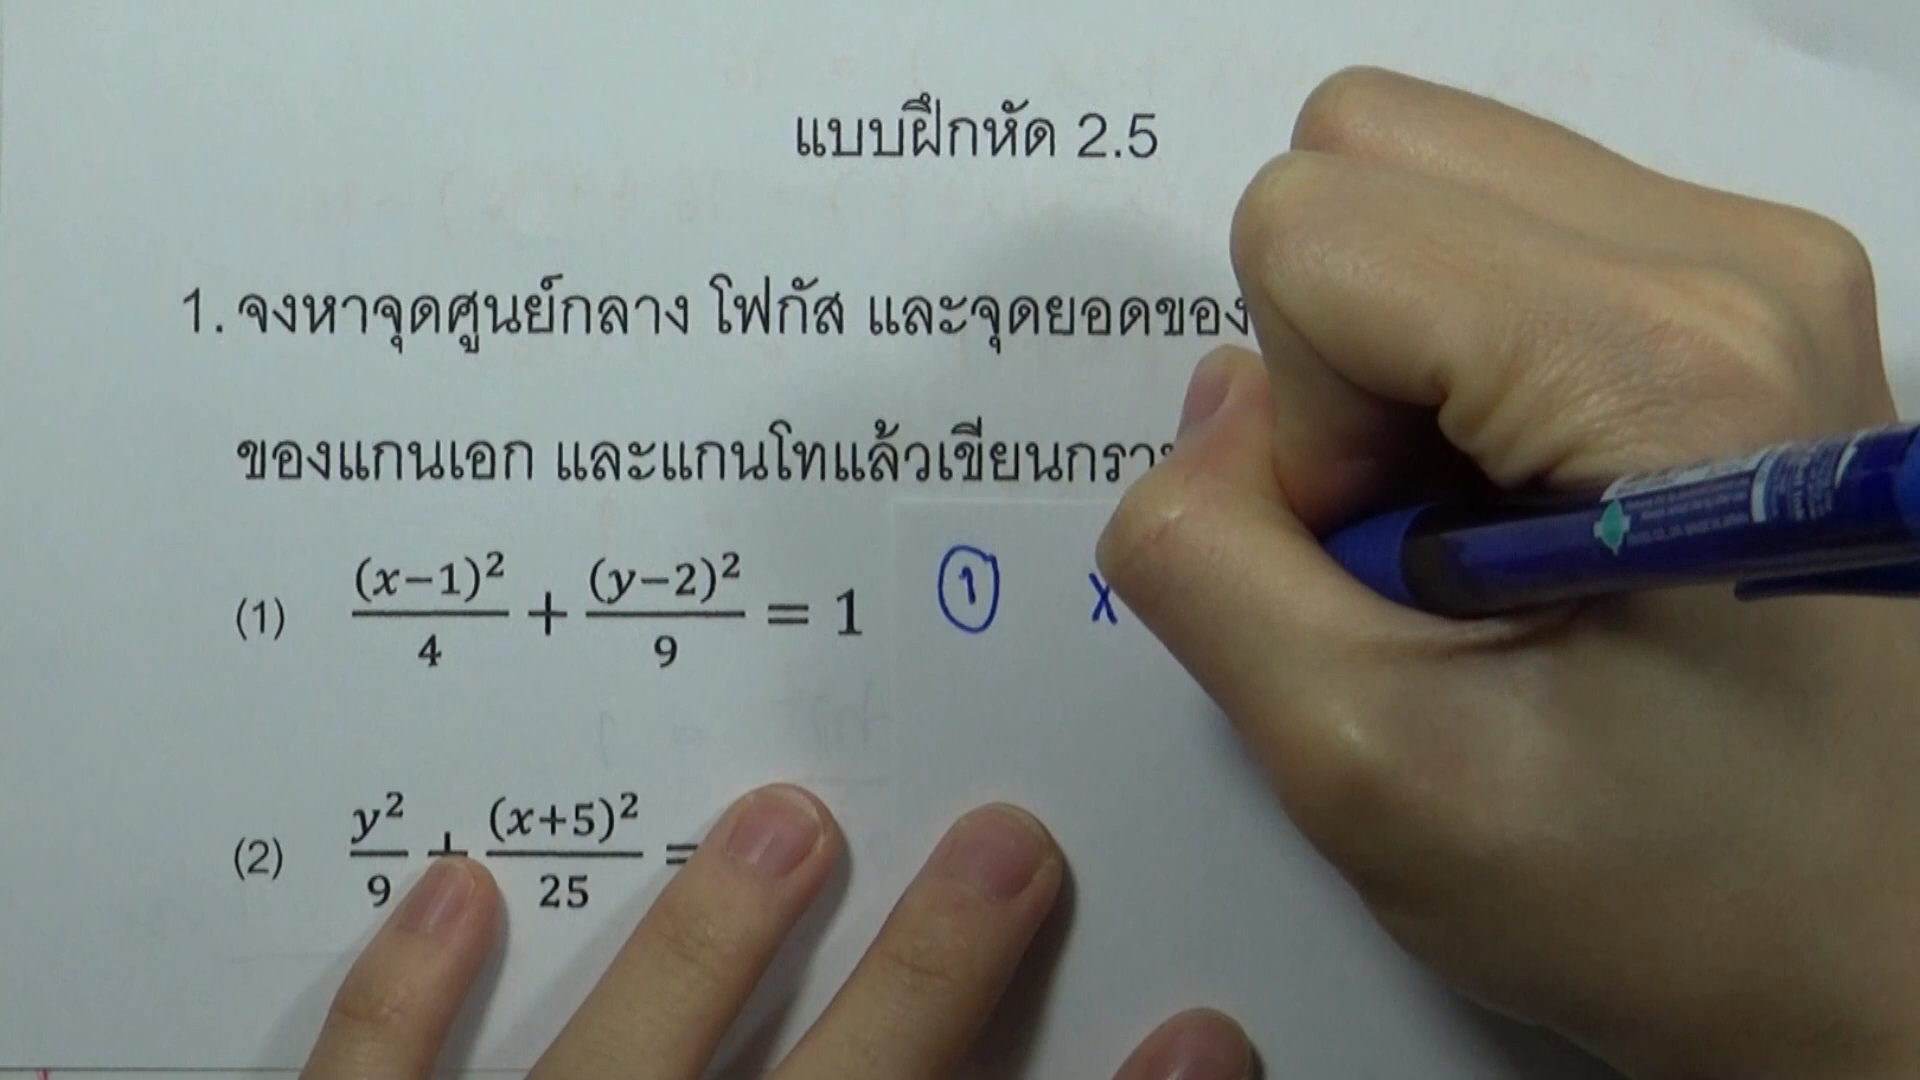 แบบฝึกหัด 2.5
1. จงหาจุดศูนย์กลาง โฟกัส และจุดยอดของ
ของแกนเอก และแกนโทแล้วเขียนกรา
(1) (x−1)²/4 + (y−2)²/9 = 1 ① x
(2) y²/9 + (x+5)²/25 =